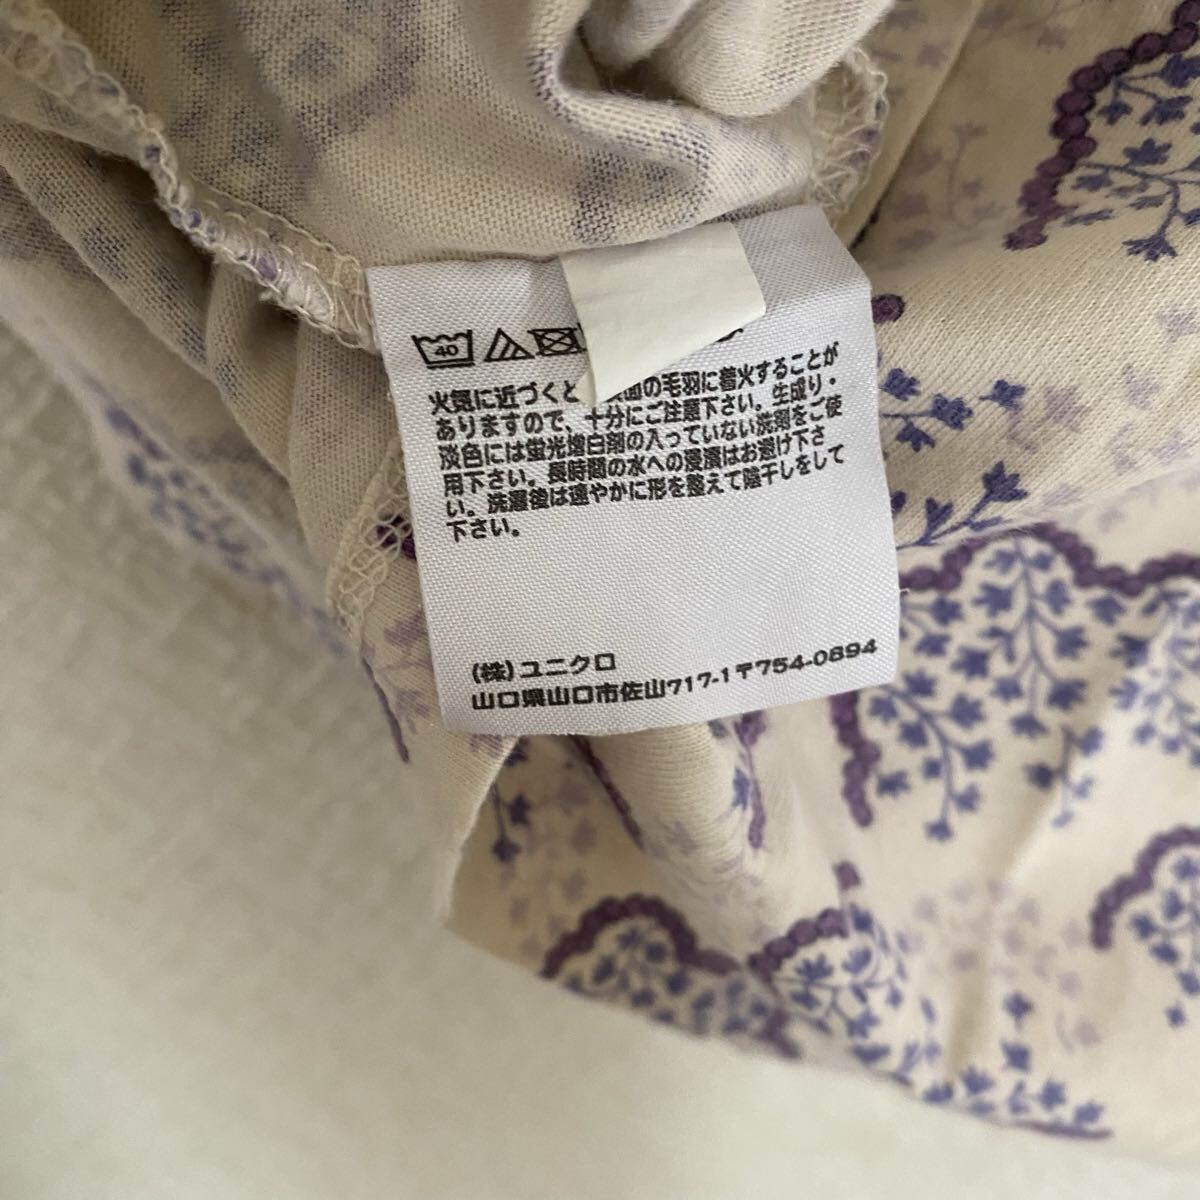 40
火気に近づくと 表面の毛羽に着火することが
ありますので、十分にご注意下さい。生成り・
淡色には蛍光増白剤の入っていない洗剤をご使
用下さい。長時間の水への浸漬はお避け下さ
い。洗濯後は速やかに形を整えて陰干しをして
下さい。
(株)ユニクロ
山口県山口市佐山717-1〒754-0894